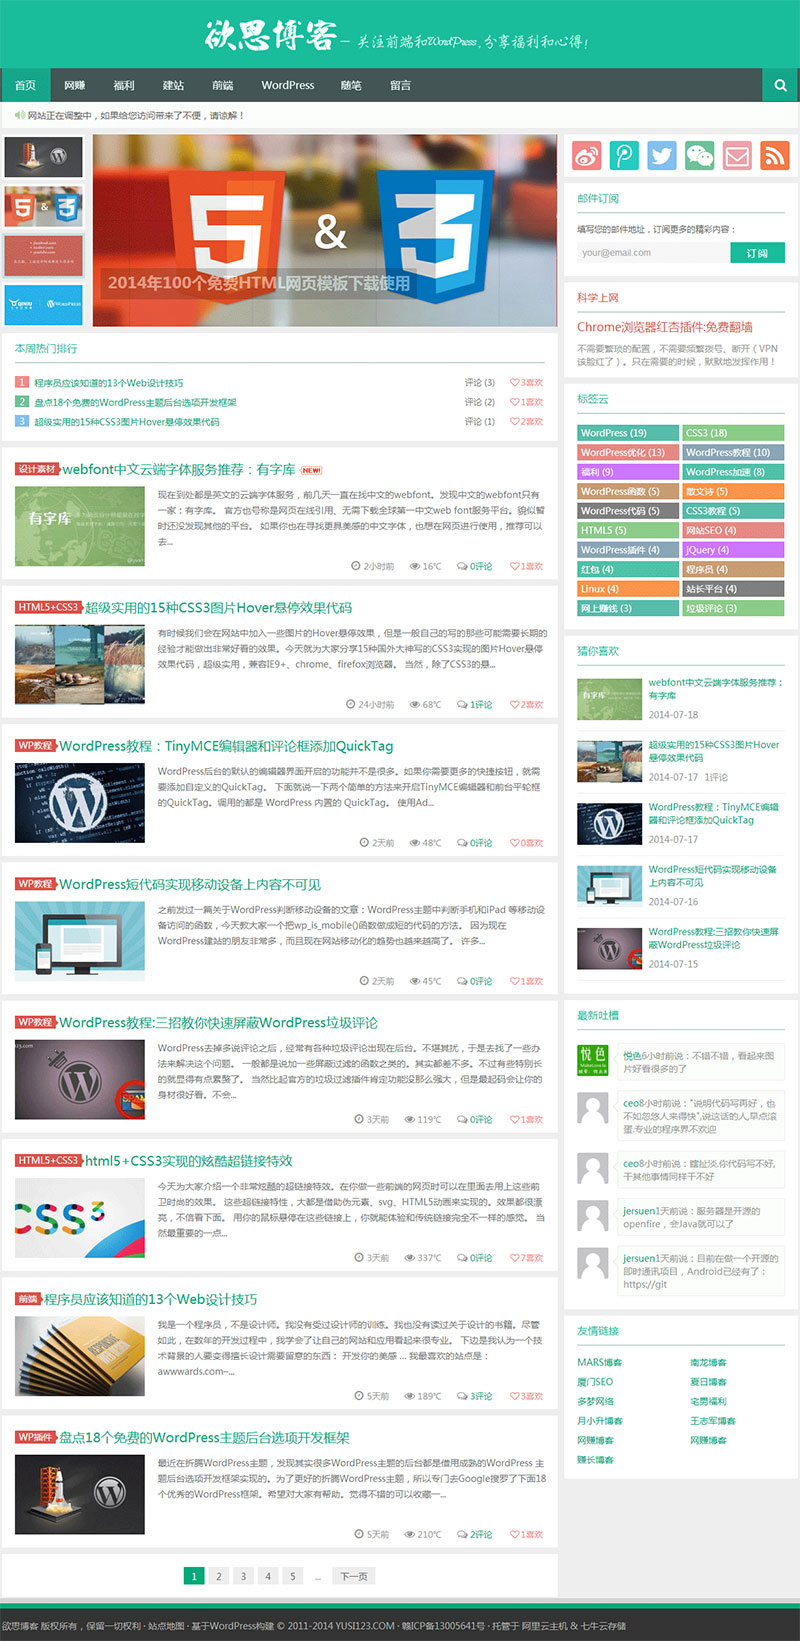 欲思博客 — 关注前端和WordPress,分享福利和心得!
首页 网赚 福利 建站 前端 WordPress 随笔 留言
网站正在调整中，如果给您访问带来了不便，请谅解！
5 & 3
2014年100个免费HTML网页模板下载使用
本周热门排行
1 程序员应该知道的13个Web设计技巧 评论 (3) 3喜欢
2 盘点18个免费的WordPress主题后台选项开发框架 评论 (2) 1喜欢
3 超级实用的15种CSS3图片Hover悬停效果代码 评论 (1) 2喜欢
设计素材 webfont中文云端字体服务推荐：有字库 NEW!
有字库
现在到处都是英文的云端字体服务，前几天一直在找中文的webfont。发现中文的webfont只有
一家：有字库。 官方也号称是网页在线引用、无需下载全球第一中文web font服务平台。貌似暂
时还没发现其他的平台。 如果你也在寻找更具美感的中文字体，也想在网页进行使用，推荐可以
去...
2小时前 16℃ 0评论 1喜欢
HTML5+CSS3 超级实用的15种CSS3图片Hover悬停效果代码
有时候我们会在网站中加入一些图片的Hover悬停效果，但是一般自己的写的那些可能需要长期的
经验才能做出非常好看的效果。今天就为大家分享15种国外大神写的CSS3实现的图片Hover悬停
效果代码，超级实用，兼容IE9+、chrome、firefox浏览器。 当然，除了CSS3的悬...
24小时前 68℃ 1评论 2喜欢
WP教程 WordPress教程：TinyMCE编辑器和评论框添加QuickTag
WordPress后台的默认的编辑器界面开启的功能并不是很多。如果你需要更多的快捷按钮，就需
要添加自定义的QuickTag。 下面就说一下两个简单的方法来开启TinyMCE编辑器和前台平轮框
的QuickTag。调用的都是 WordPress 内置的 QuickTag。 使用Ad...
2天前 48℃ 0评论 0喜欢
WP教程 WordPress短代码实现移动设备上内容不可见
之前发过一篇关于WordPress判断移动设备的文章：WordPress主题中判断手机和iPad 等移动设
备访问的函数，今天教大家一个把wp_is_mobile()函数做成短的代码的方法。 因为现在
WordPress建站的朋友非常多，而且现在网站移动化的趋势也越来越高了。 许多...
2天前 45℃ 0评论 1喜欢
WP教程 WordPress教程:三招教你快速屏蔽WordPress垃圾评论
WordPress去掉多说评论之后，经常有各种垃圾评论出现在后台。不堪其扰，于是去找了一些办
法来解决这个问题。 一般都是说加一些屏蔽过滤的函数之类的。其实都差不多。不过有些特别长
的就显得有点累赘了。 当然比起官方的垃圾过滤插件肯定功能没那么强大，但是最起码会让你的
身材很好看。不会...
3天前 119℃ 0评论 1喜欢
HTML5+CSS3 html5+CSS3实现的炫酷超链接特效
CSS3
今天为大家介绍一个非常炫酷的超链接特效。在你做一些前端的网页时可以在里面去用上这些前
卫时尚的效果。 这些超链接特性，大都是借助伪元素、svg、HTML5动画来实现的。效果都很漂
亮，不信看下面。 用你的鼠标悬停在这些链接上，你就能体验和传统链接完全不一样的感觉。 当
然最重要的一点...
3天前 337℃ 0评论 7喜欢
前端 程序员应该知道的13个Web设计技巧
我是一个程序员，不是设计师。我没有受过设计师的训练。我也没有读过关于设计的书籍。尽管
如此，在数年的开发过程中，我学会了让自己的网站和应用看起来很专业。 下边是我认为一个技
术背景的人要变得擅长设计需要留意的东西： 开发你的美感 ... 我最喜欢的站点是：
awwwards.com–...
5天前 189℃ 3评论 3喜欢
WP插件 盘点18个免费的WordPress主题后台选项开发框架
最近在折腾WordPress主题，发现其实很多WordPress主题的后台都是借用成熟的WordPress 主
题后台选项开发框架实现的。为了更好的折腾WordPress主题，所以专门去Google搜罗了下面18
个优秀的WordPress框架。希望对大家有帮助。觉得不错的可以收藏一...
5天前 210℃ 2评论 1喜欢
1 2 3 4 5 ... 下一页
邮件订阅
填写您的邮件地址，订阅更多的精彩内容：
your@email.com 订阅
科学上网
Chrome浏览器红杏插件:免费翻墙
不需要繁琐的配置，不需要频繁拨号、断开（VPN
该脸红了）。只在需要的时候，默默地发挥作用！
标签云
WordPress (19) CSS3 (18)
WordPress优化 (13) WordPress教程 (10)
福利 (9) WordPress加速 (8)
WordPress函数 (5) 散文诗 (5)
WordPress代码 (5) CSS3教程 (5)
HTML5 (5) 网站SEO (4)
WordPress插件 (4) jQuery (4)
红包 (4) 程序员 (4)
Linux (4) 站长平台 (4)
网上赚钱 (3) 垃圾评论 (3)
猜你喜欢
webfont中文云端字体服务推荐：
有字库
2014-07-18
超级实用的15种CSS3图片Hover
悬停效果代码
2014-07-17 1评论
WordPress教程：TinyMCE编辑
器和评论框添加QuickTag
2014-07-17
WordPress短代码实现移动设备
上内容不可见
2014-07-16
WordPress教程:三招教你快速屏
蔽WordPress垃圾评论
2014-07-15
最新吐槽
悦色
悦色6小时前说：不错不错，看起来图
片好看很多的了
ceo8小时前说："说明代码写再好，也
不如忽悠人来得快",说这话的人,早点滚
蛋.专业的程序界不欢迎
ceo8小时前说：瞎扯淡.你代码写不好,
干其他事情同样干不好
jersuen1天前说：服务器是开源的
openfire，会Java就可以了
jersuen1天前说：目前在做一个开源的
即时通讯项目，Android已经有了：
https://git
友情链接
MARS博客 南龙博客
厦门SEO 夏日博客
多梦网络 宅男福利
月小升博客 王志军博客
网赚博客 网赚博客
赚长博客
欲思博客 版权所有，保留一切权利 · 站点地图 · 基于WordPress构建 © 2011-2014 YUSI123.COM · 赣ICP备13005641号 · 托管于 阿里云主机 & 七牛云存储